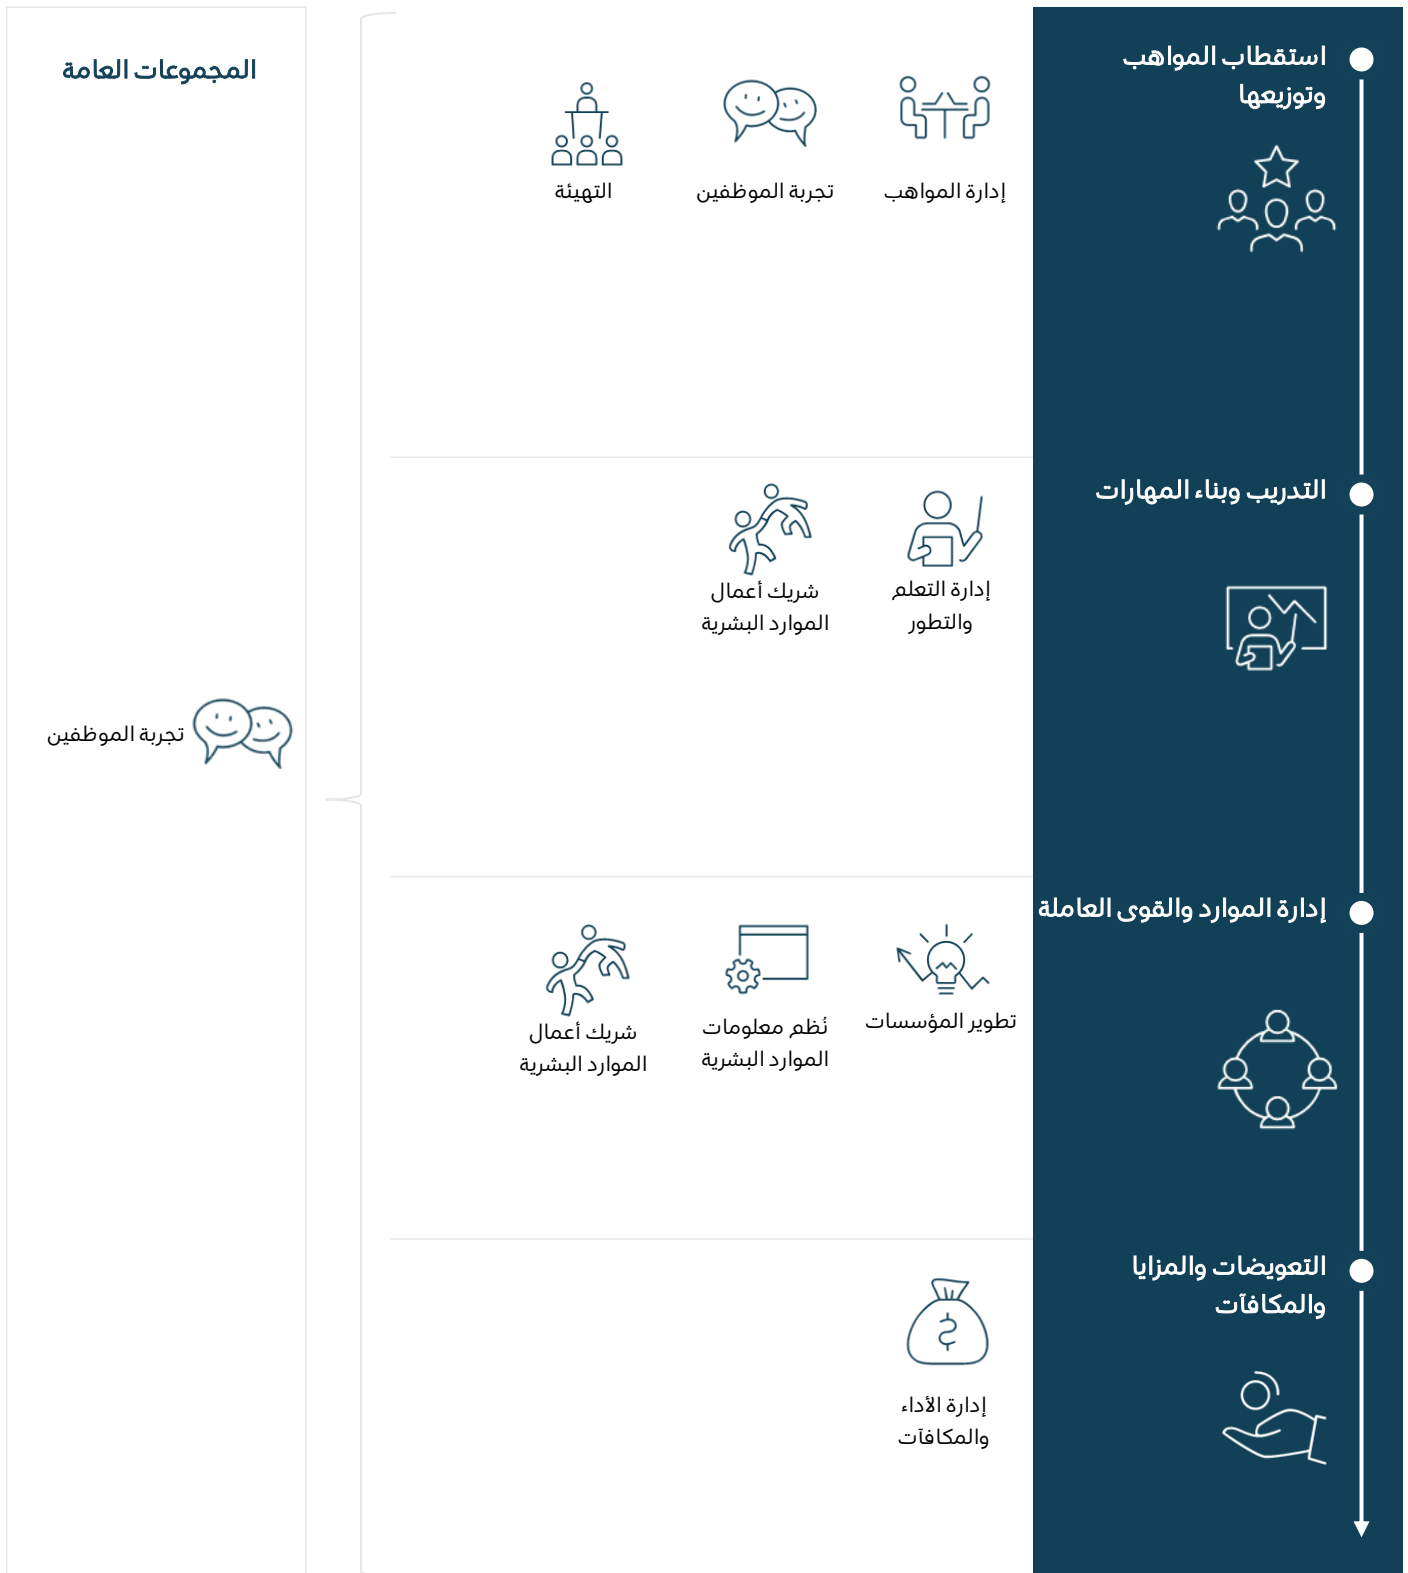 استقطاب المواهب
وتوزيعها
إدارة المواهب
تجربة الموظفين
التهيئة
التدريب وبناء المهارات
إدارة التعلم
والتطور
شريك أعمال
الموارد البشرية
إدارة الموارد والقوى العاملة
تطوير المؤسسات
نُظم معلومات
الموارد البشرية
شريك أعمال
الموارد البشرية
التعويضات والمزايا
والمكافآت
إدارة الأداء
والمكافآت
المجموعات العامة
تجربة الموظفين